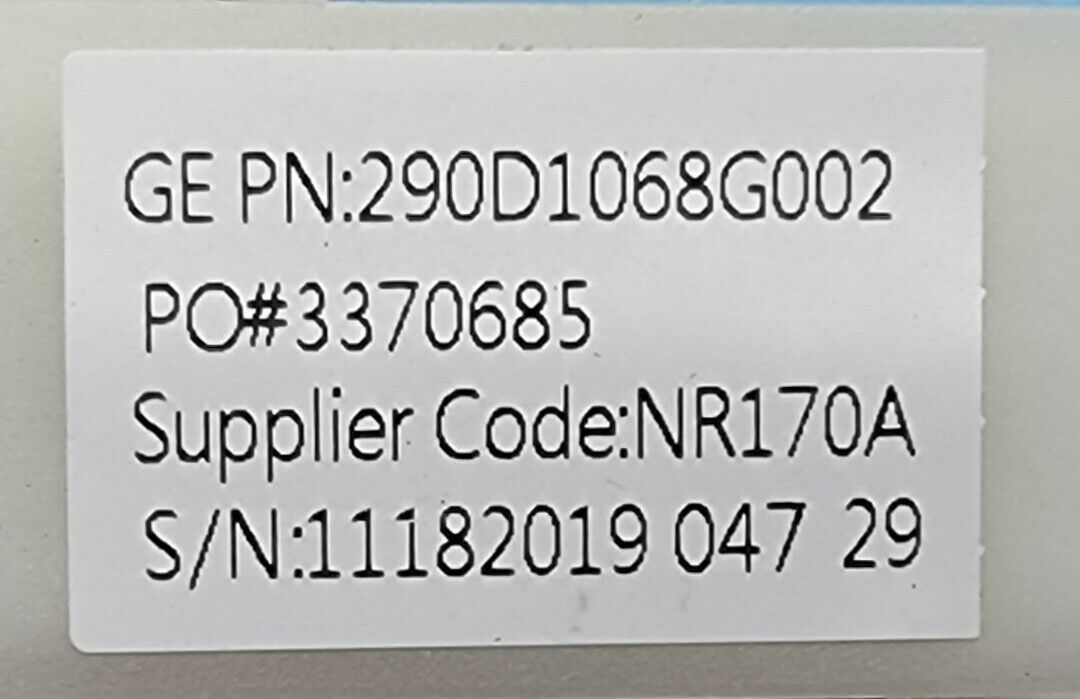 GE PN:290D1068G002
PO#3370685
Supplier Code:NR170A
S/N:11182019 047 29